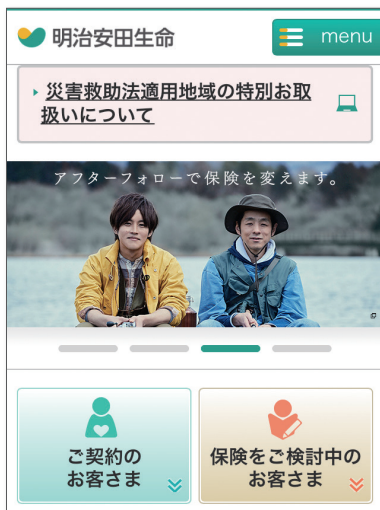 明治安田生命
menu
災害救助法適用地域の特別お取
扱いについて
アフターフォローで保険を変えます。
ご契約の
お客さま
保険をご検討中の
お客さま